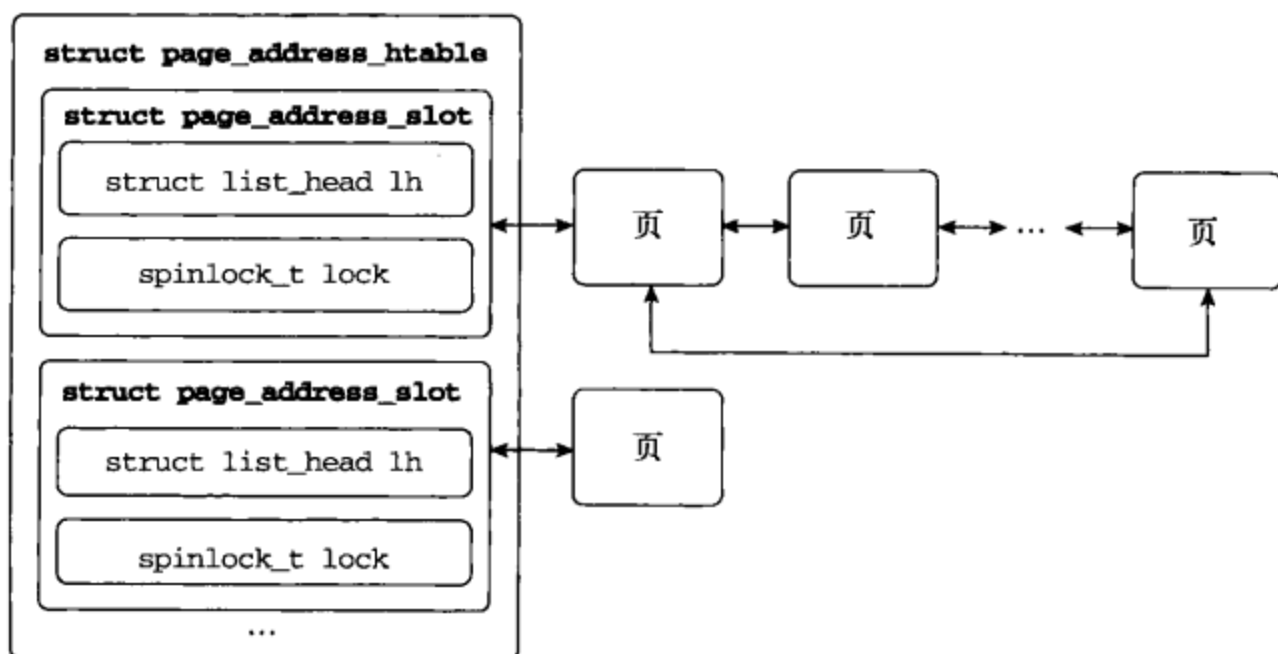 struct page_address_htable
struct page_address_slot
struct list_head lh
spinlock_t lock
页
页
...
页
struct page_address_slot
struct list_head lh
spinlock_t lock
页
...